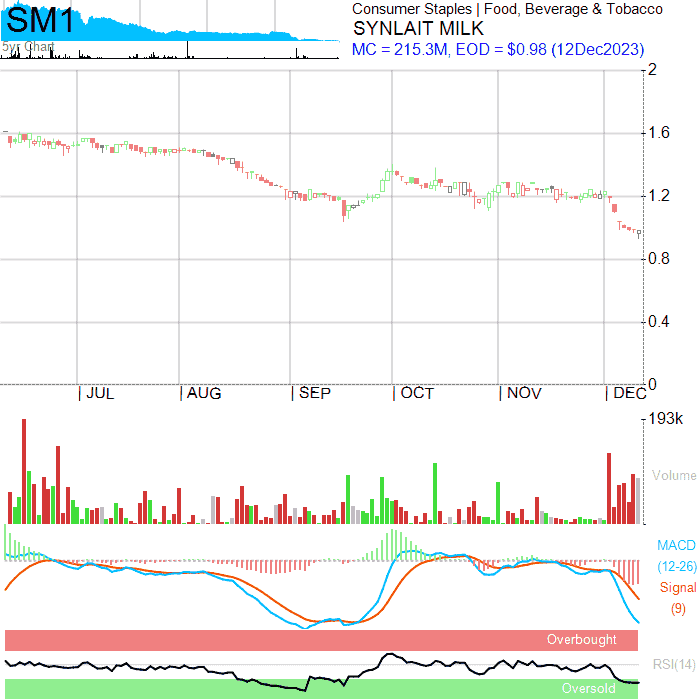 SM1
5yr Chart
Consumer Staples | Food, Beverage & Tobacco
SYNLAIT MILK
MC = 215.3M, EOD = $0.98 (12Dec2023)
2
1.6
1.2
0.8
0.4
0
JUL AUG SEP OCT NOV DEC
193k
Volume
MACD
(12-26)
Signal
(9)
Overbought
RSI(14)
Oversold